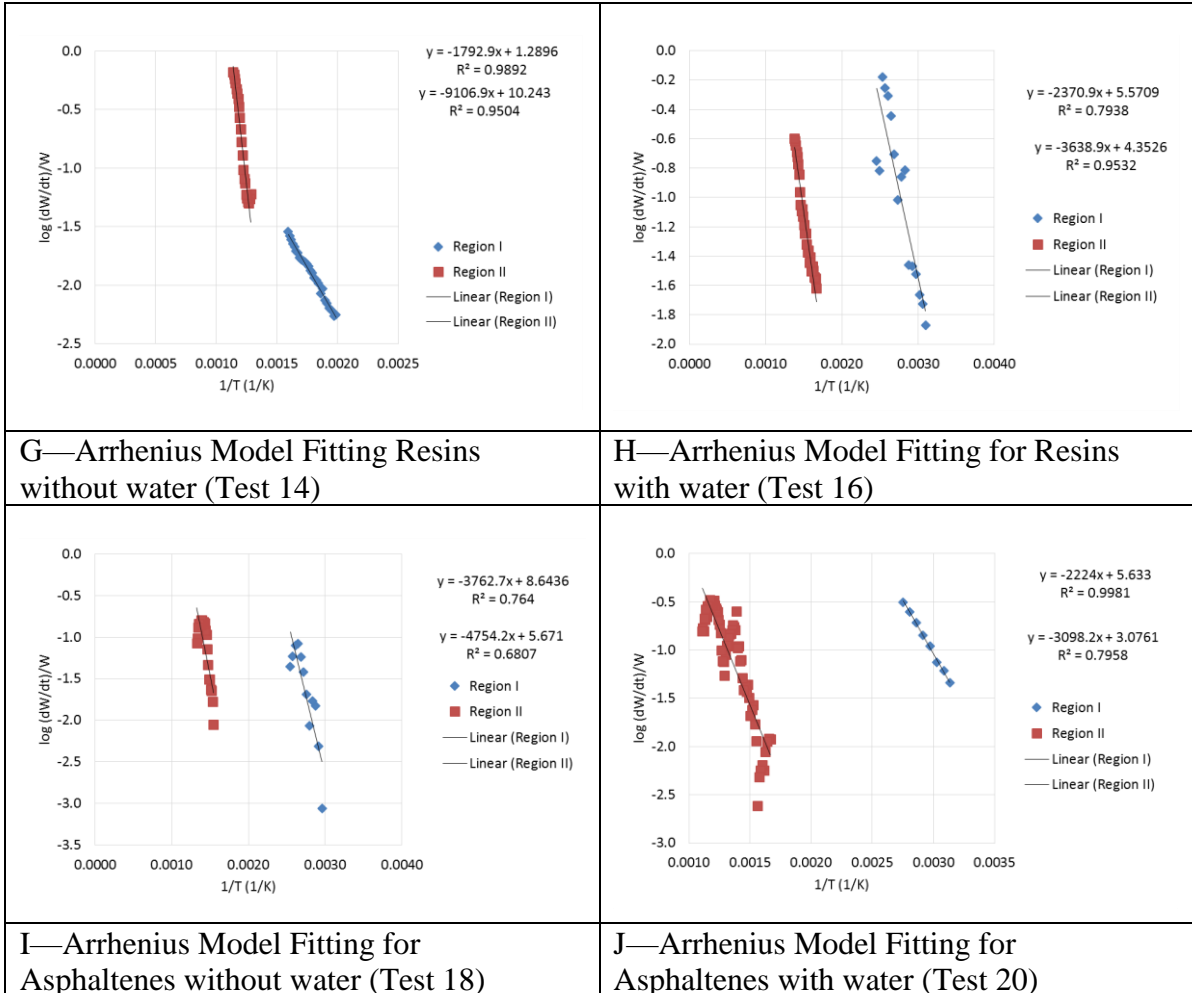 0.0
-0.5
-1.0
-1.5
-2.0
-2.5
log (dW/dt)/W
0.0000 0.0005 0.0010 0.0015 0.0020 0.0025
1/T (1/K)
y = -1792.9x + 1.2896
R² = 0.9892
y = -9106.9x + 10.243
R² = 0.9504
Region I
Region II
Linear (Region I)
Linear (Region II)
G—Arrhenius Model Fitting Resins
without water (Test 14)
0.0
-0.2
-0.4
-0.6
-0.8
-1.0
-1.2
-1.4
-1.6
-1.8
-2.0
log (dW/dt)/W
0.0000 0.0010 0.0020 0.0030 0.0040
1/T (1/K)
y = -2370.9x + 5.5709
R² = 0.7938
y = -3638.9x + 4.3526
R² = 0.9532
Region I
Region II
Linear (Region I)
Linear (Region II)
H—Arrhenius Model Fitting for Resins
with water (Test 16)
0.0
-0.5
-1.0
-1.5
-2.0
-2.5
-3.0
-3.5
log (dW/dt)/W
0.0000 0.0010 0.0020 0.0030 0.0040
1/T (1/K)
y = -3762.7x + 8.6436
R² = 0.764
y = -4754.2x + 5.671
R² = 0.6807
Region I
Region II
Linear (Region I)
Linear (Region II)
I—Arrhenius Model Fitting for
Asphaltenes without water (Test 18)
0.0
-0.5
-1.0
-1.5
-2.0
-2.5
-3.0
log (dW/dt)/W
0.0010 0.0015 0.0020 0.0025 0.0030 0.0035
1/T (1/K)
y = -2224x + 5.633
R² = 0.9981
y = -3098.2x + 3.0761
R² = 0.7958
Region I
Region II
Linear (Region I)
Linear (Region II)
J—Arrhenius Model Fitting for
Asphaltenes with water (Test 20)